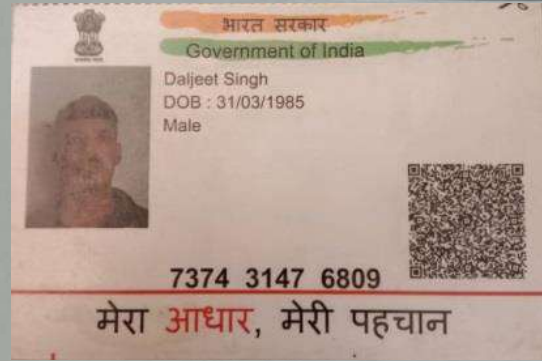 भारत सरकार
Government of India
Daljeet Singh
DOB : 31/03/1985
Male
7374 3147 6809
मेरा आधार, मेरी पहचान